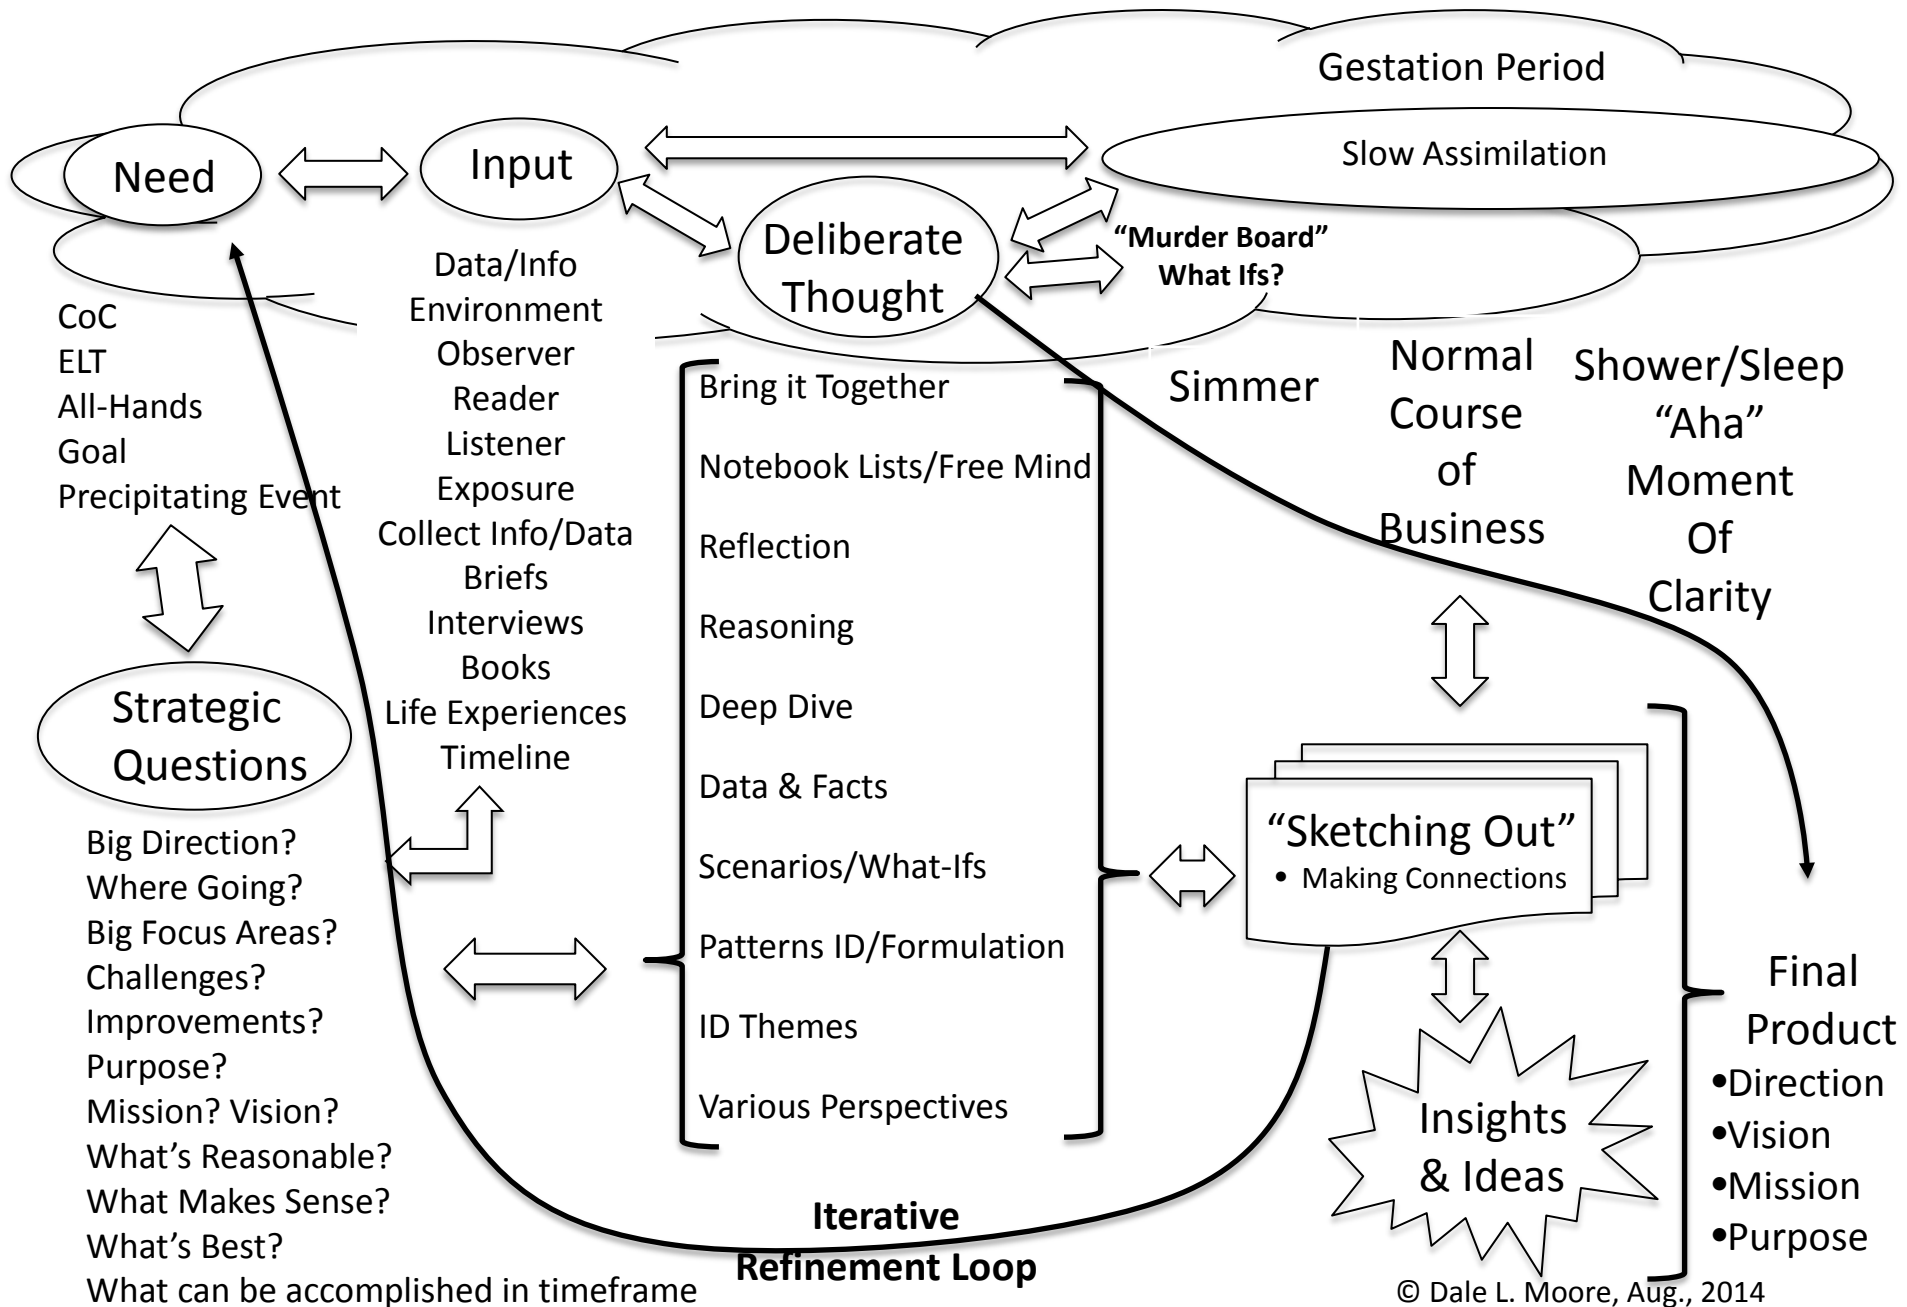 Gestation Period
Slow Assimilation
Need
Input
Deliberate
Thought
“Murder Board”
What Ifs?
CoC
ELT
All-Hands
Goal
Precipitating Event
Data/Info
Environment
Observer
Reader
Listener
Exposure
Collect Info/Data
Briefs
Interviews
Books
Life Experiences
Timeline
Bring it Together
Notebook Lists/Free Mind
Reflection
Reasoning
Deep Dive
Data & Facts
Scenarios/What-Ifs
Patterns ID/Formulation
ID Themes
Various Perspectives
Simmer
Normal
Course
of
Business
Shower/Sleep
“Aha”
Moment
Of
Clarity
Strategic
Questions
Big Direction?
Where Going?
Big Focus Areas?
Challenges?
Improvements?
Purpose?
Mission? Vision?
What’s Reasonable?
What Makes Sense?
What’s Best?
What can be accomplished in timeframe
“Sketching Out”
• Making Connections
Insights
& Ideas
Final
Product
•Direction
•Vision
•Mission
•Purpose
Iterative
Refinement Loop
© Dale L. Moore, Aug., 2014